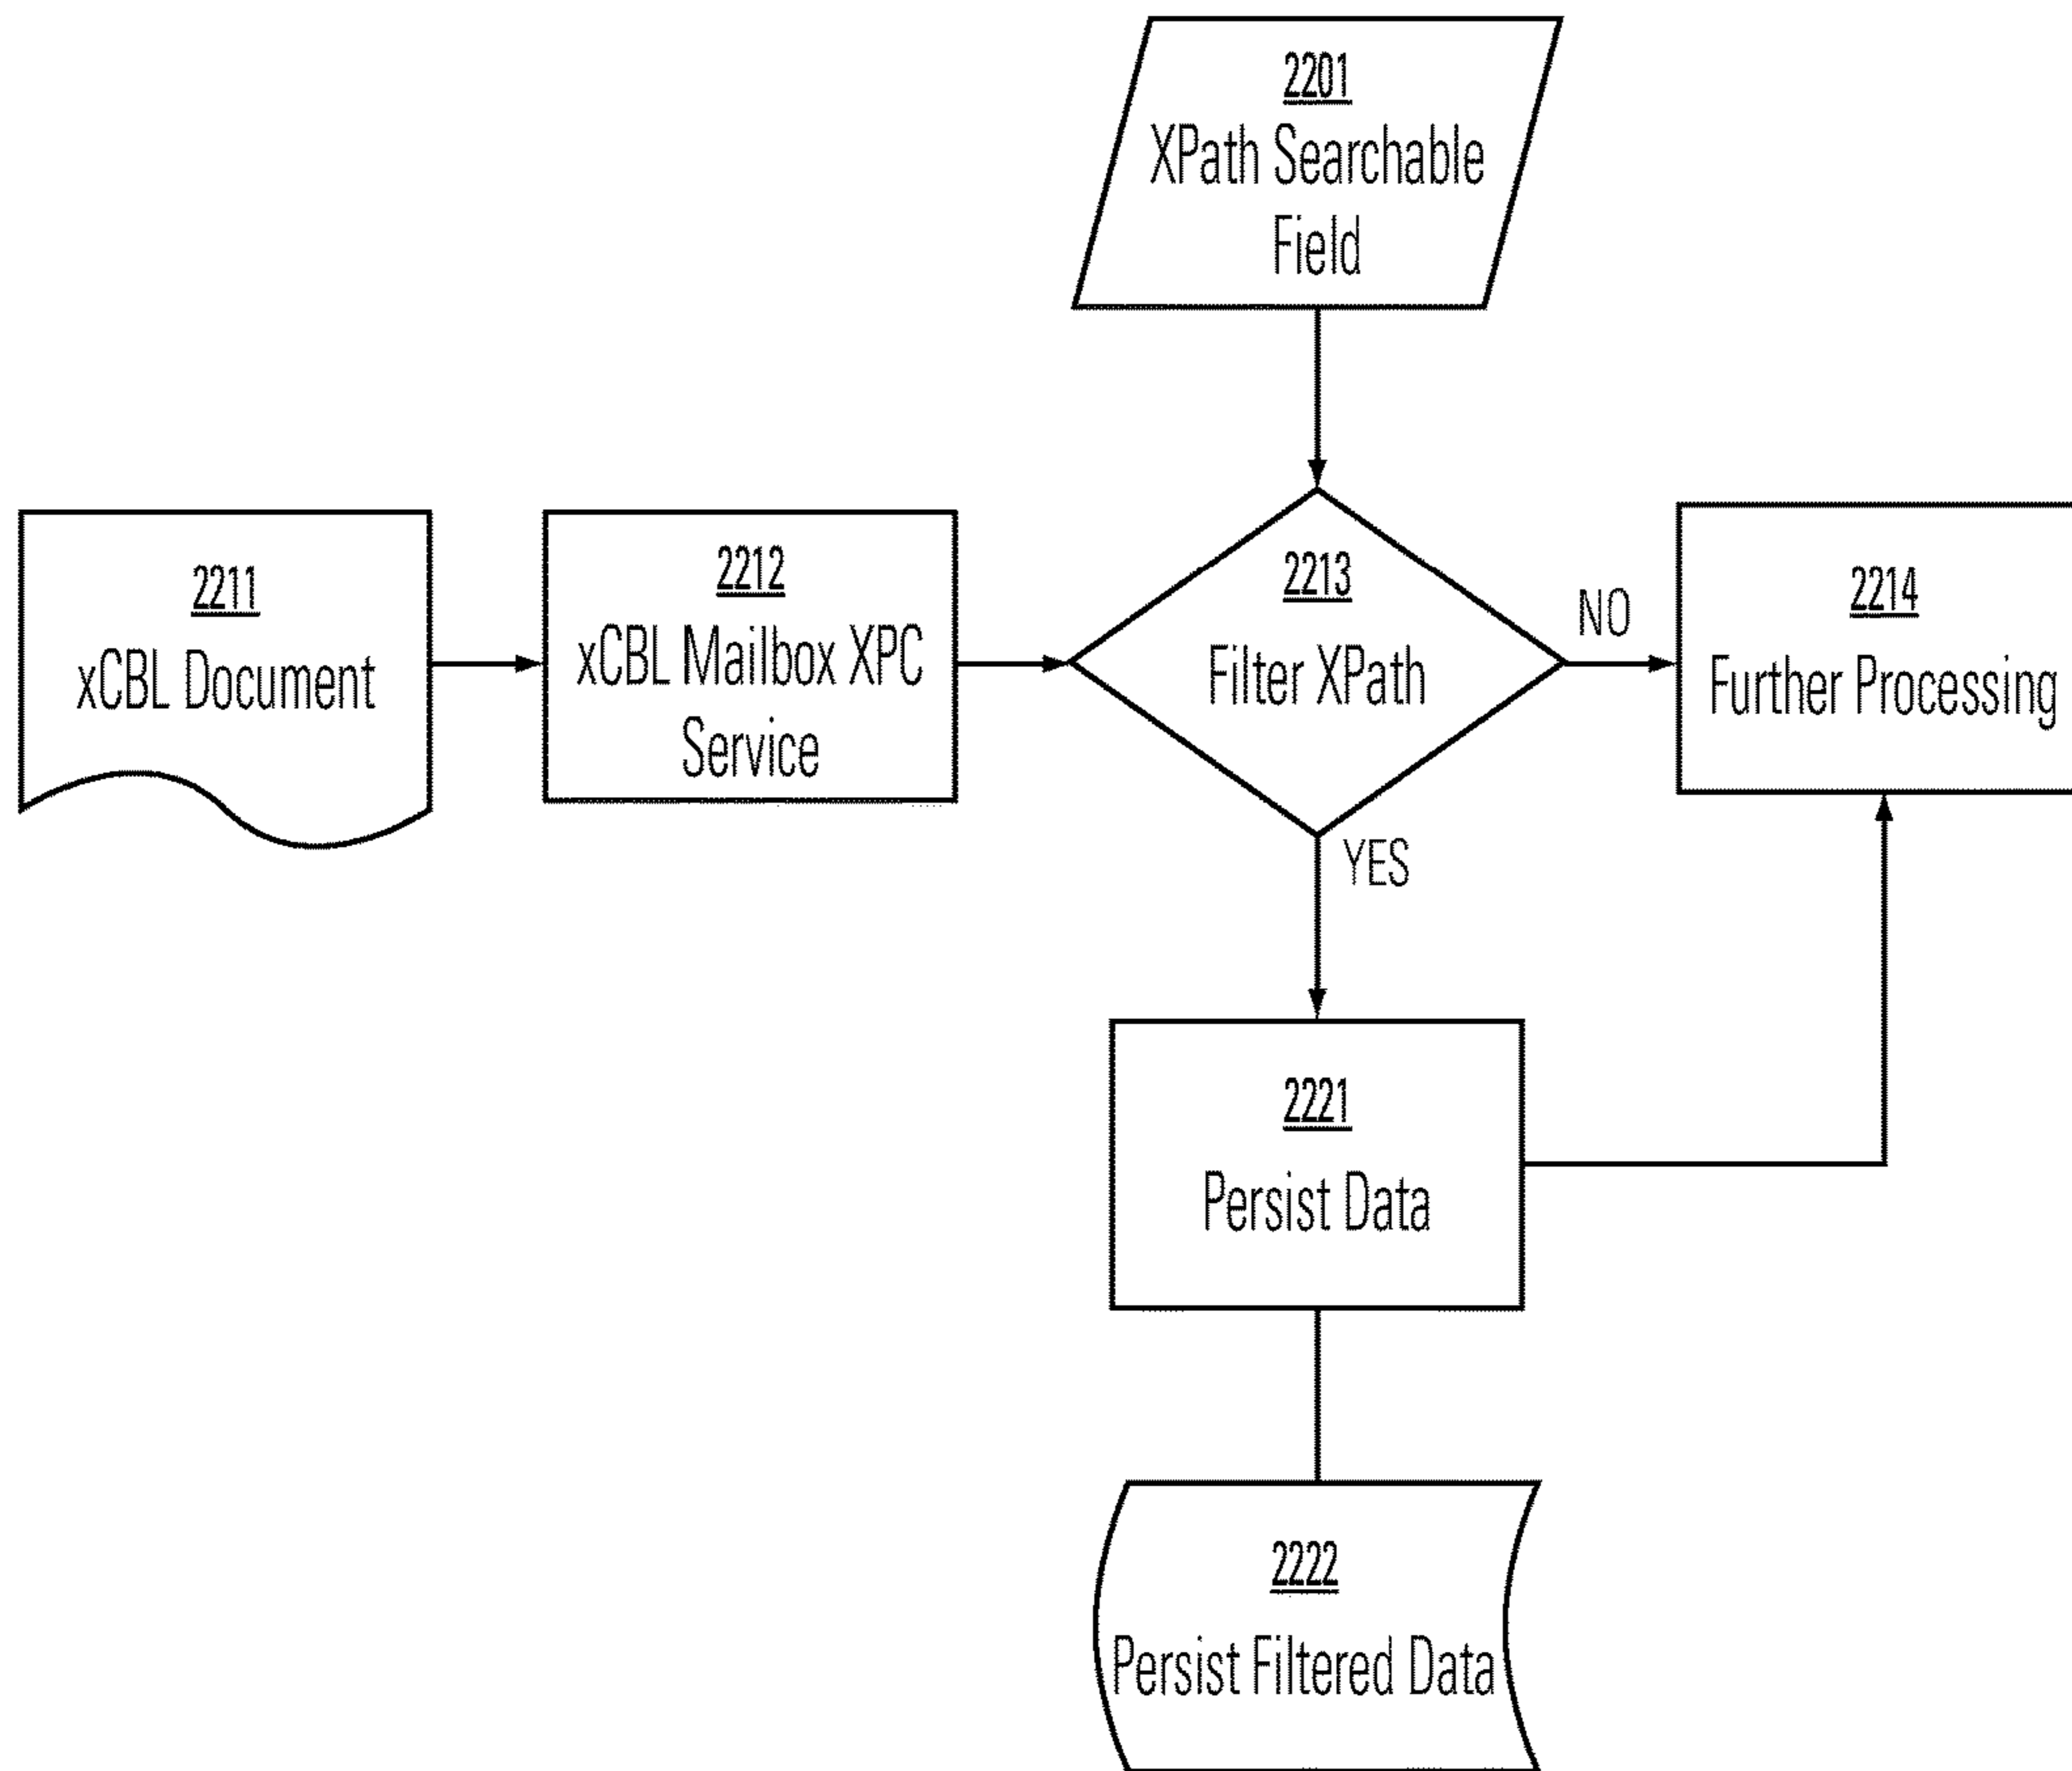 2201
XPath Searchable
Field
2211
xCBL Document
2212
xCBL Mailbox XPC
Service
2213
Filter XPath
NO
2214
Further Processing
YES
2221
Persist Data
2222
Persist Filtered Data